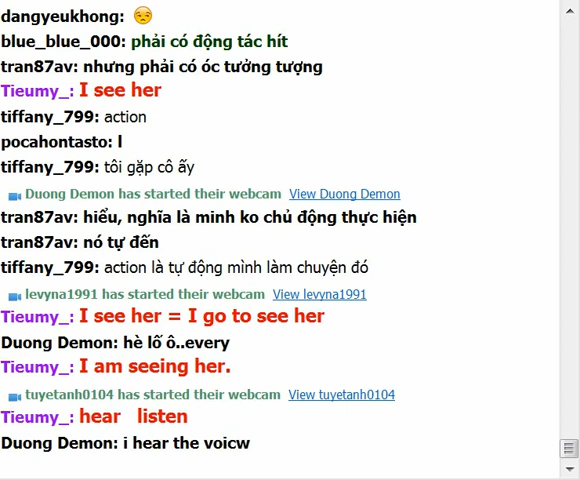 dangyeukhong:
blue_blue_000: phải có động tác hít
tran87av: nhưng phải có óc tưởng tượng
Tieumy_: I see her
tiffany_799: action
pocahontasto: l
tiffany_799: tôi gặp cô ấy
Duong Demon has started their webcam View Duong Demon
tran87av: hiểu, nghĩa là minh ko chủ động thực hiện
tran87av: nó tự đến
tiffany_799: action là tự động mình làm chuyện đó
levyna1991 has started their webcam View levyna1991
Tieumy_: I see her = I go to see her
Duong Demon: hè lố ô..every
Tieumy_: I am seeing her.
tuyetanh0104 has started their webcam View tuyetanh0104
Tieumy_: hear listen
Duong Demon: i hear the voicw